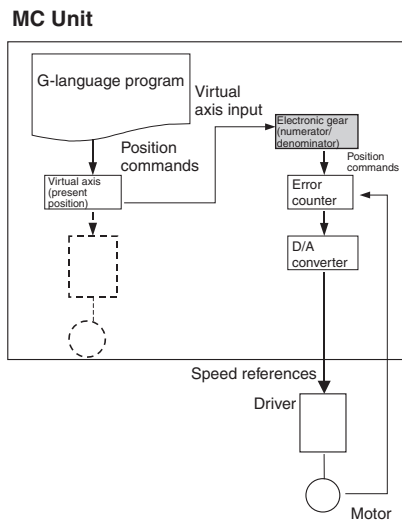 MC Unit
G-language program
Virtual
axis input
Position
commands
Virtual axis
(present
position)
Electronic gear
(numerator/
denominator)
Position
commands
Error
counter
D/A
converter
Speed references
Driver
Motor